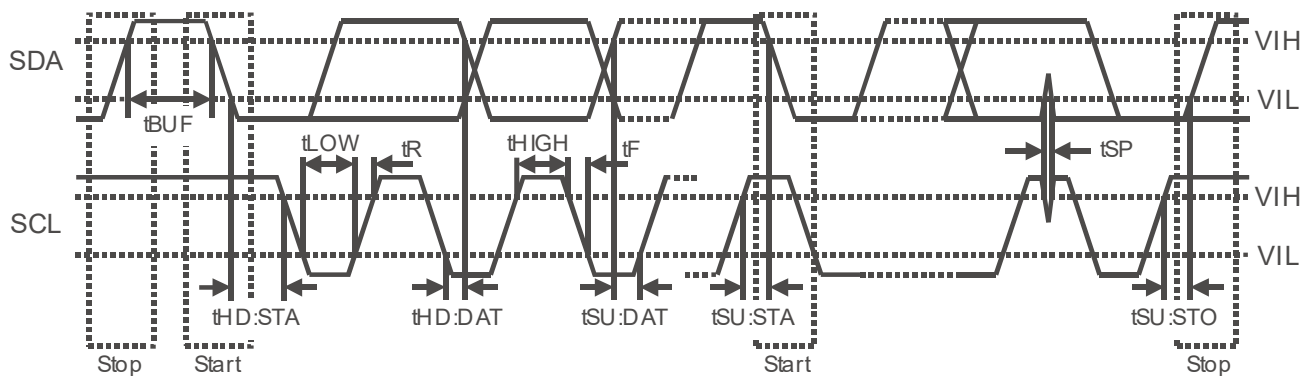 SDA
VIH
VIL
tBUF
tLOW
tR
tHIGH
tF
tSP
SCL
VIH
VIL
tHD:STA
tHD:DAT
tSU:DAT
tSU:STA
tSU:STO
Stop
Start
Start
Stop